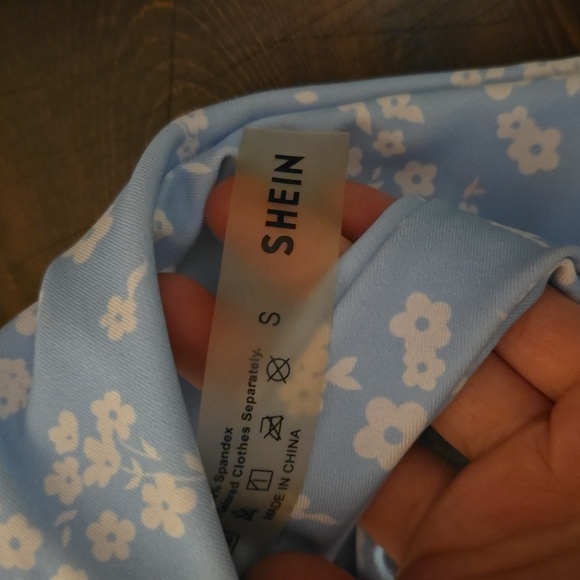 SHEIN
S
% Spandex
Clothes Separately.
MADE IN CHINA